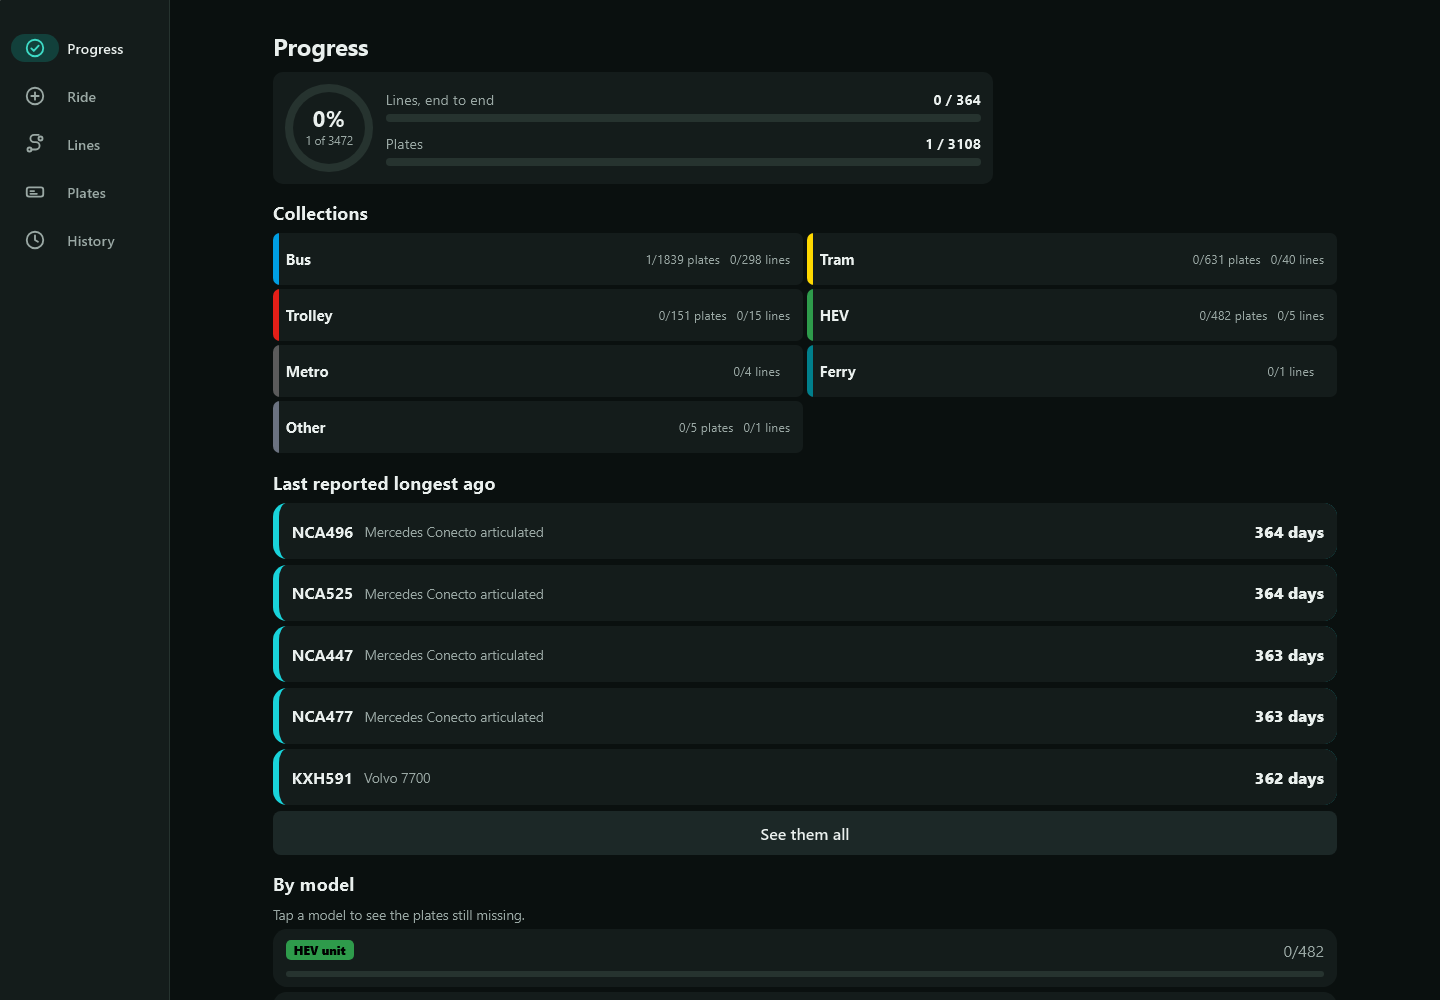 Progress
Ride
Lines
Plates
History
Progress
0%
1 of 3472
Lines, end to end 0 / 364
Plates 1 / 3108
Collections
Bus 1/1839 plates 0/298 lines
Tram 0/631 plates 0/40 lines
Trolley 0/151 plates 0/15 lines
HEV 0/482 plates 0/5 lines
Metro 0/4 lines
Ferry 0/1 lines
Other 0/5 plates 0/1 lines
Last reported longest ago
NCA496 Mercedes Conecto articulated 364 days
NCA525 Mercedes Conecto articulated 364 days
NCA447 Mercedes Conecto articulated 363 days
NCA477 Mercedes Conecto articulated 363 days
KXH591 Volvo 7700 362 days
See them all
By model
Tap a model to see the plates still missing.
HEV unit 0/482